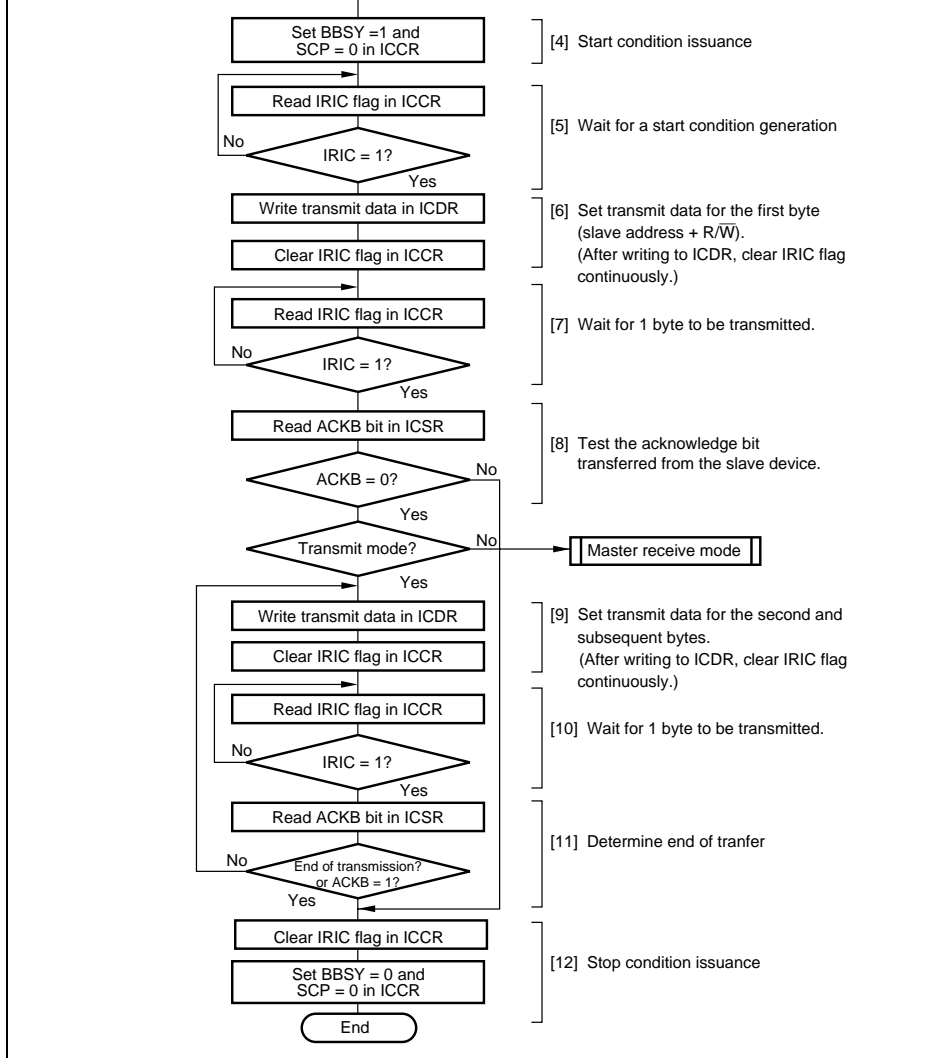 Set BBSY =1 and
SCP = 0 in ICCR
[4] Start condition issuance
Read IRIC flag in ICCR
[5] Wait for a start condition generation
No
IRIC = 1?
Yes
Write transmit data in ICDR
[6] Set transmit data for the first byte
(slave address + R/W̅).
(After writing to ICDR, clear IRIC flag
continuously.)
Clear IRIC flag in ICCR
Read IRIC flag in ICCR
[7] Wait for 1 byte to be transmitted.
No
IRIC = 1?
Yes
Read ACKB bit in ICSR
[8] Test the acknowledge bit
transferred from the slave device.
ACKB = 0?
No
Yes
Transmit mode?
No
Master receive mode
Yes
Write transmit data in ICDR
[9] Set transmit data for the second and
subsequent bytes.
(After writing to ICDR, clear IRIC flag
continuously.)
Clear IRIC flag in ICCR
Read IRIC flag in ICCR
[10] Wait for 1 byte to be transmitted.
No
IRIC = 1?
Yes
Read ACKB bit in ICSR
[11] Determine end of tranfer
No
End of transmission?
or ACKB = 1?
Yes
Clear IRIC flag in ICCR
[12] Stop condition issuance
Set BBSY = 0 and
SCP = 0 in ICCR
End